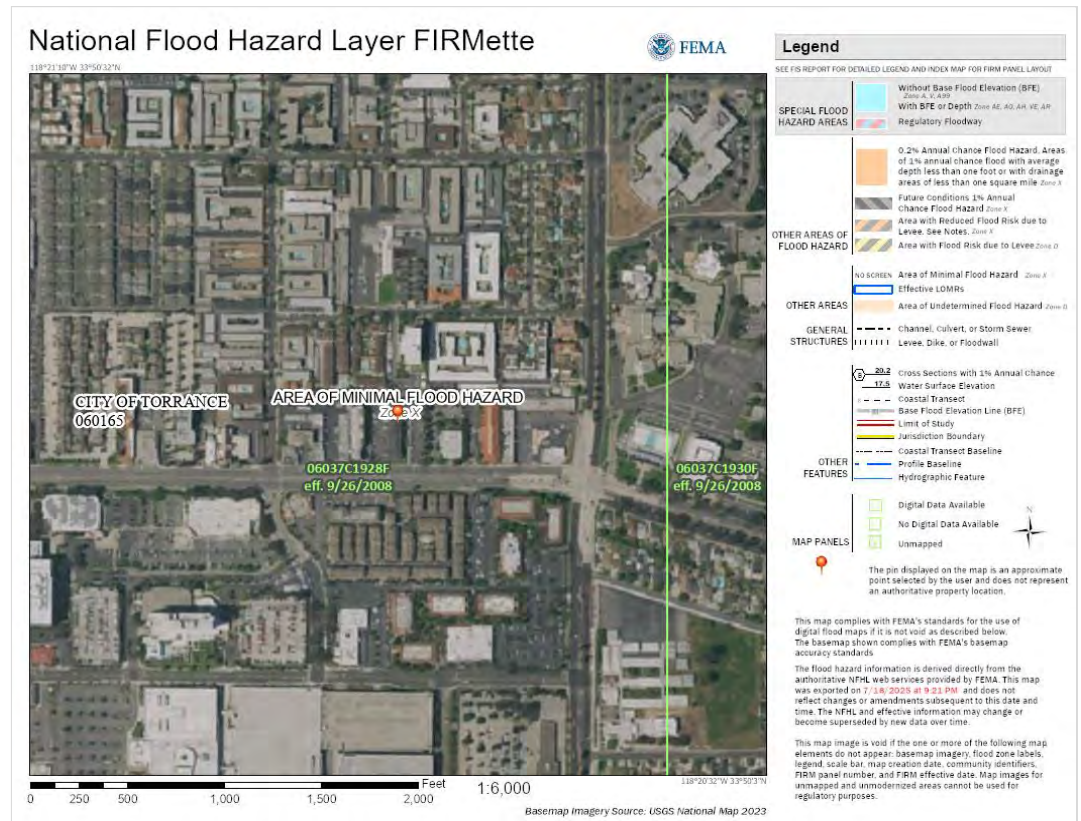 National Flood Hazard Layer FIRMette
FEMA
118°21'10"W 33°50'32"N
CITY OF TORRANCE
060165
AREA OF MINIMAL FLOOD HAZARD
Zone X
06037C1928F
eff. 9/26/2008
06037C1930F
eff. 9/26/2008
Feet
0 250 500 1,000 1,500 2,000
1:6,000
118°20'32"W 33°50'3"N
Basemap Imagery Source: USGS National Map 2023
Legend
SEE FIS REPORT FOR DETAILED LEGEND AND INDEX MAP FOR FIRM PANEL LAYOUT
SPECIAL FLOOD
HAZARD AREAS
Without Base Flood Elevation (BFE)
Zone A, V, A99
With BFE or Depth Zone AE, AO, AH, VE, AR
Regulatory Floodway
OTHER AREAS OF
FLOOD HAZARD
0.2% Annual Chance Flood Hazard, Areas
of 1% annual chance flood with average
depth less than one foot or with drainage
areas of less than one square mile Zone X
Future Conditions 1% Annual
Chance Flood Hazard Zone X
Area with Reduced Flood Risk due to
Levee. See Notes. Zone X
Area with Flood Risk due to Levee Zone D
OTHER AREAS
NO SCREEN Area of Minimal Flood Hazard Zone X
Effective LOMRs
Area of Undetermined Flood Hazard Zone D
GENERAL
STRUCTURES
Channel, Culvert, or Storm Sewer
Levee, Dike, or Floodwall
OTHER
FEATURES
20.2 Cross Sections with 1% Annual Chance
17.5 Water Surface Elevation
Coastal Transect
Base Flood Elevation Line (BFE)
Limit of Study
Jurisdiction Boundary
Coastal Transect Baseline
Profile Baseline
Hydrographic Feature
MAP PANELS
Digital Data Available
No Digital Data Available
Unmapped
N
The pin displayed on the map is an approximate
point selected by the user and does not represent
an authoritative property location.
This map complies with FEMA's standards for the use of
digital flood maps if it is not void as described below.
The basemap shown complies with FEMA's basemap
accuracy standards
The flood hazard information is derived directly from the
authoritative NFHL web services provided by FEMA. This map
was exported on 7/18/2025 at 9:21 PM and does not
reflect changes or amendments subsequent to this date and
time. The NFHL and effective information may change or
become superseded by new data over time.
This map image is void if the one or more of the following map
elements do not appear: basemap imagery, flood zone labels,
legend, scale bar, map creation date, community identifiers,
FIRM panel number, and FIRM effective date. Map images for
unmapped and unmodernized areas cannot be used for
regulatory purposes.